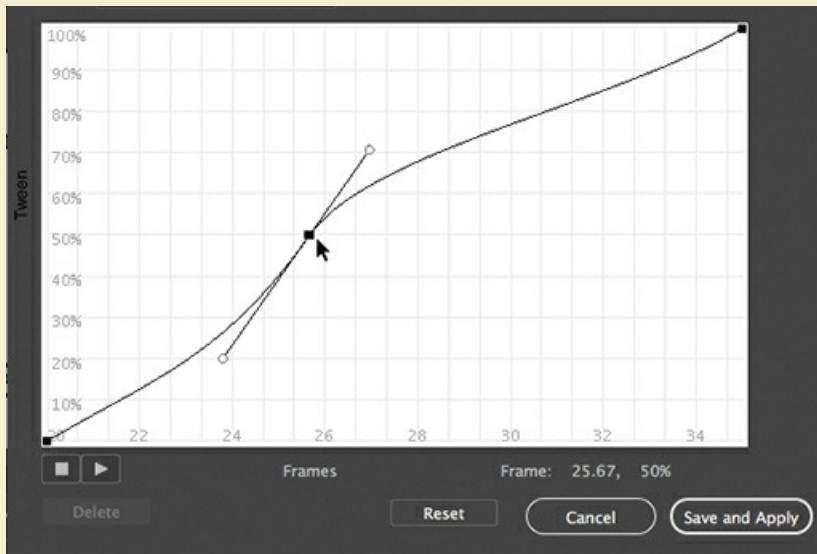 100%
90%
80%
70%
60%
50%
40%
30%
20%
10%
20 22 24 26 28 30 32 34
Tween
Frames Frame: 25.67, 50%
Delete Reset Cancel Save and Apply